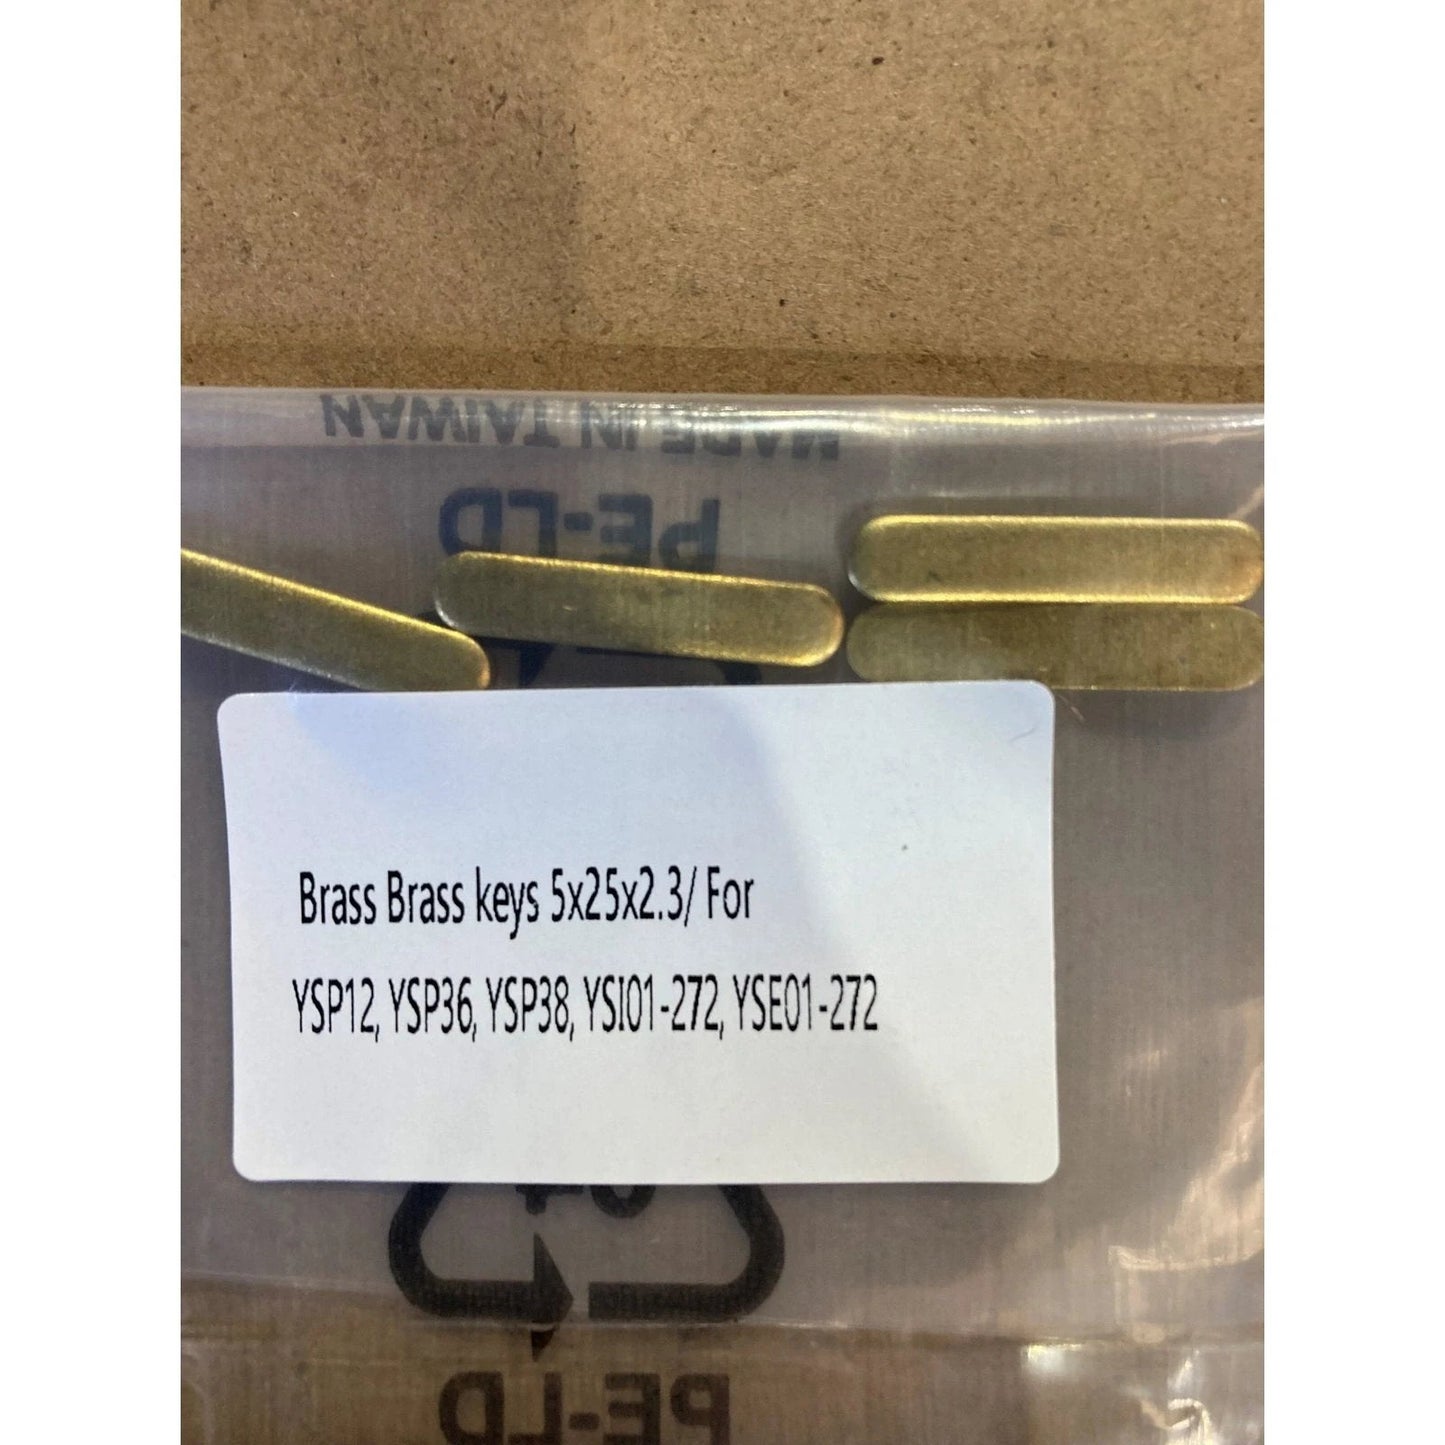 MADE IN TAIWAN
PE-LD
Brass Brass keys 5x25x2.3/ For
YSP12, YSP36, YSP38, YSI01-272, YSE01-272
PE-LD